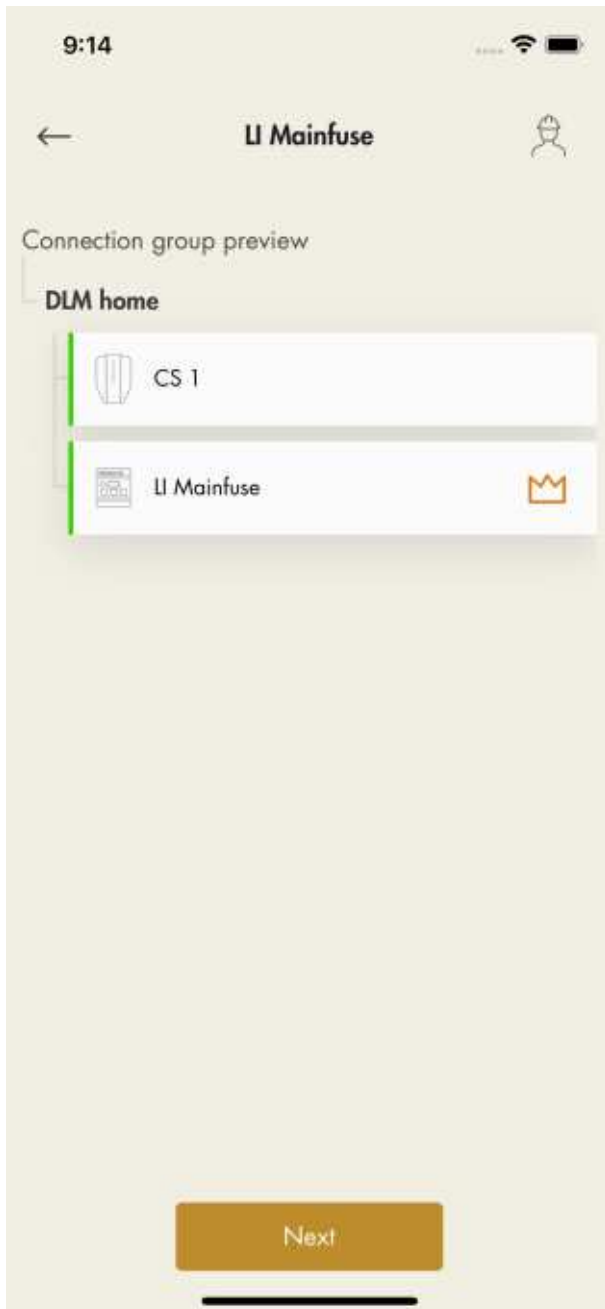 9:14
LI Mainfuse
Connection group preview
DLM home
CS 1
LI Mainfuse
Next